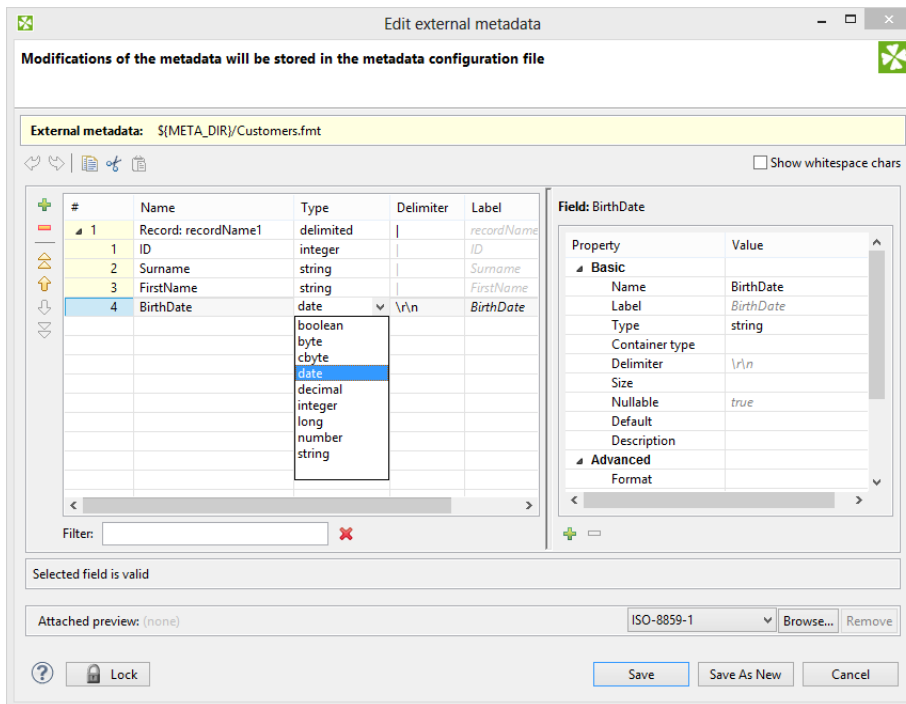 Edit external metadata
Modifications of the metadata will be stored in the metadata configuration file
External metadata: ${META_DIR}/Customers.fmt
Show whitespace chars
# Name Type Delimiter Label
1 Record: recordName1 delimited | recordName
1 ID integer | ID
2 Surname string | Surname
3 FirstName string | FirstName
4 BirthDate date \r\n BirthDate
boolean
byte
cbyte
date
decimal
integer
long
number
string
Filter:
Field: BirthDate
Property Value
Basic
Name BirthDate
Label BirthDate
Type string
Container type
Delimiter \r\n
Size
Nullable true
Default
Description
Advanced
Format
Selected field is valid
Attached preview: (none) ISO-8859-1 Browse... Remove
? Lock Save Save As New Cancel